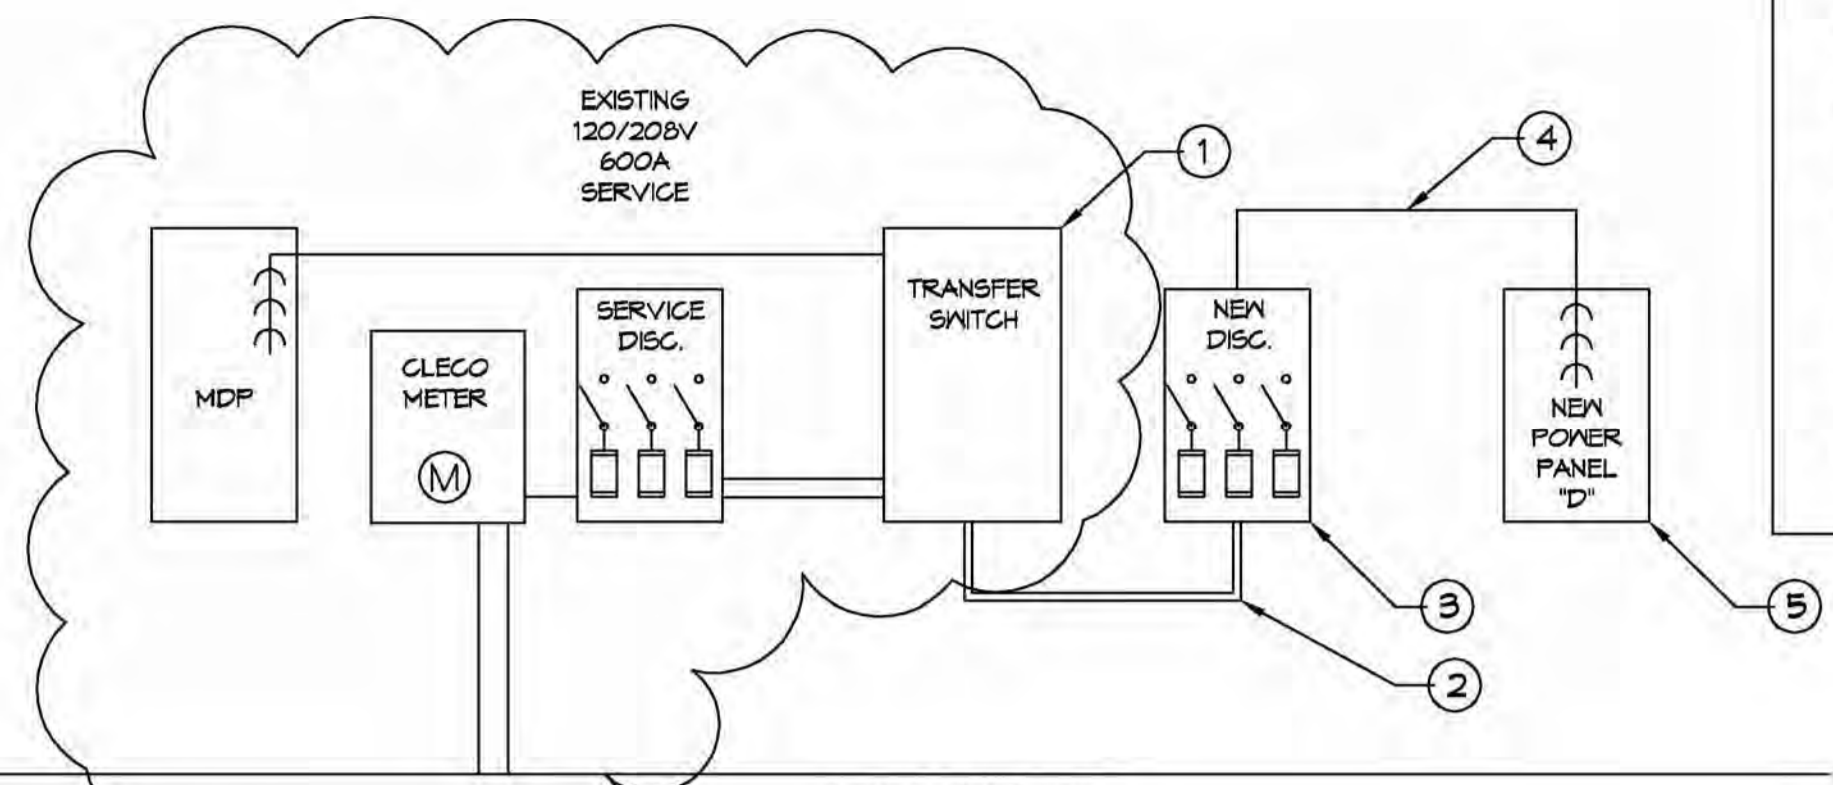 EXISTING
120/208V
600A
SERVICE
1
4
MDP
CLECO
METER
M
SERVICE
DISC.
TRANSFER
SWITCH
NEW
DISC.
NEW
POWER
PANEL
"D"
3
5
2